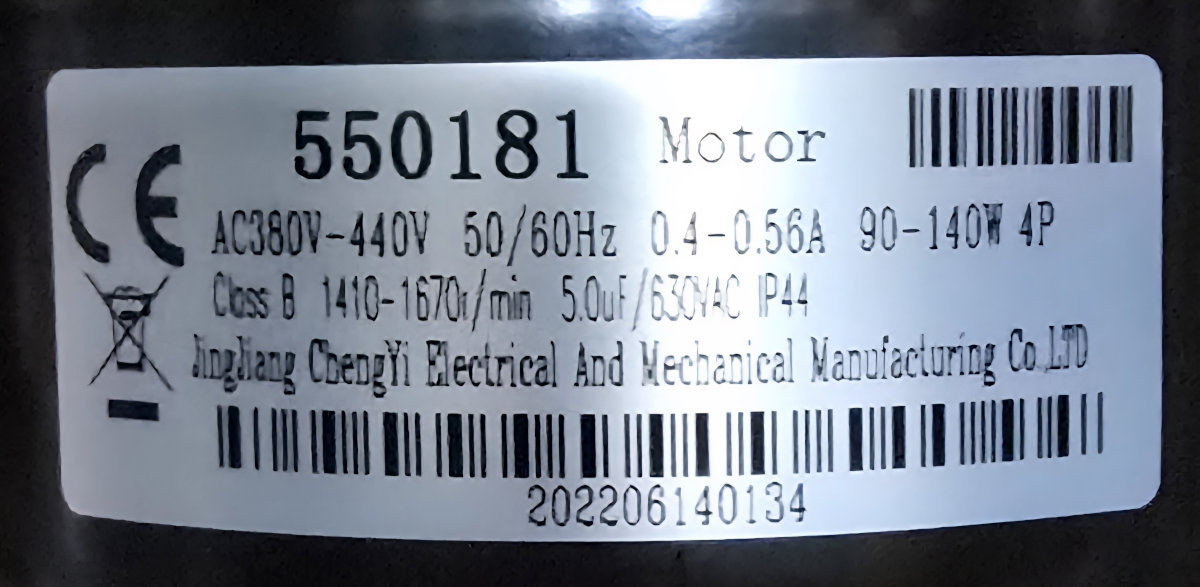 550181 Motor
CE
AC380V-440V 50/60Hz 0.4-0.56A 90-140W 4P
Class B 1410-1670r/min 5.0uF/630VAC IP44
JingJiang ChengYi Electrical And Mechanical Manufacturing Co.,LTD
202206140134